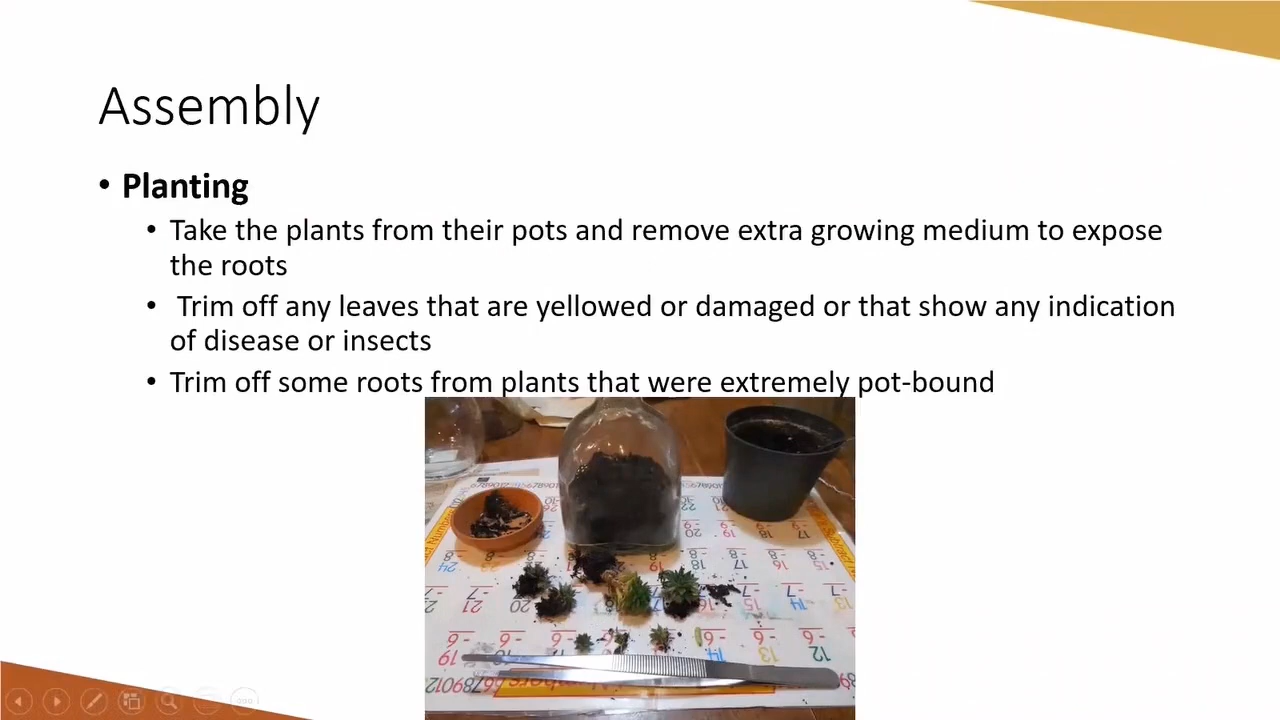 Assembly
• Planting
• Take the plants from their pots and remove extra growing medium to expose
the roots
• Trim off any leaves that are yellowed or damaged or that show any indication
of disease or insects
• Trim off some roots from plants that were extremely pot-bound